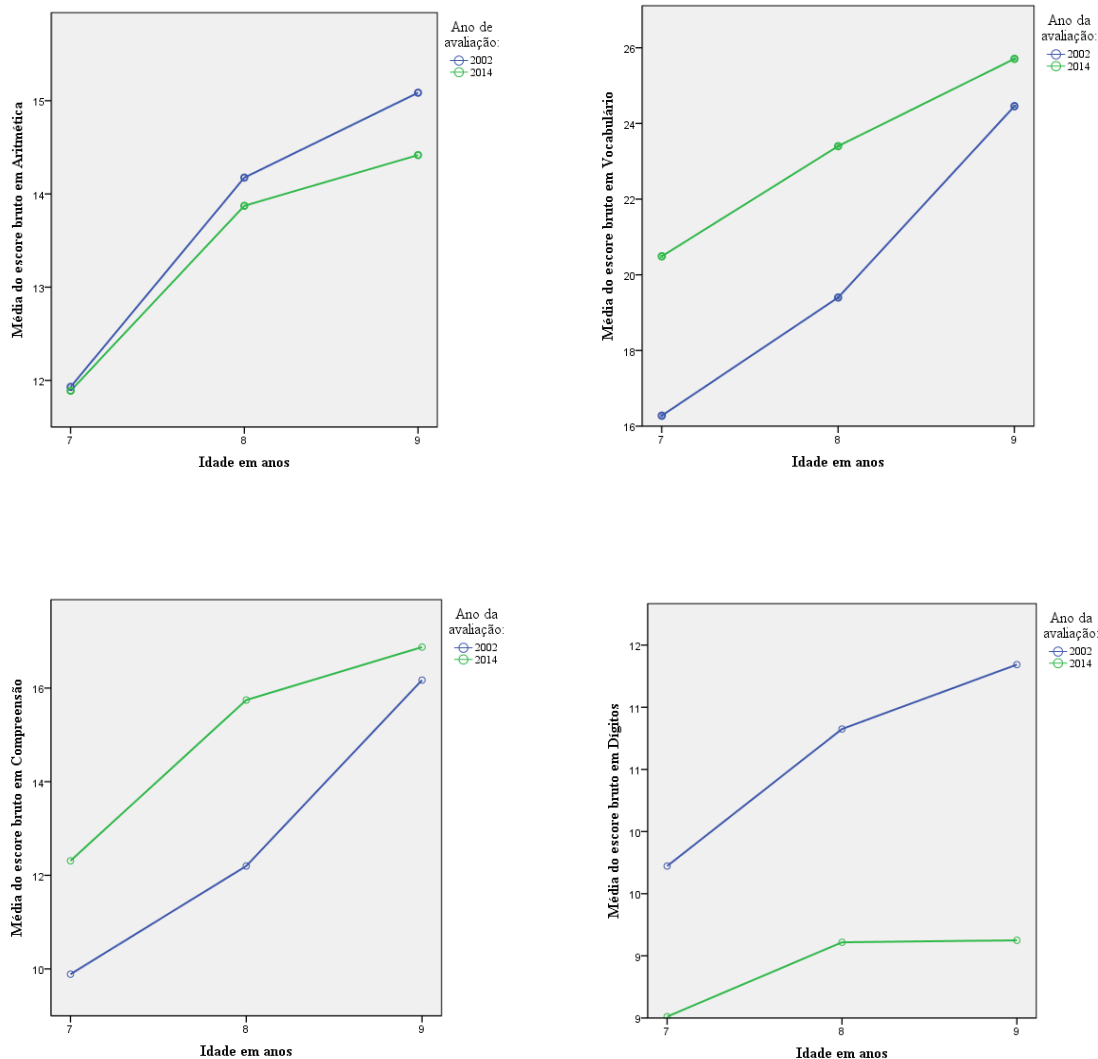 Ano de
avaliação:
2002
2014
Média do escore bruto em Aritmética
15
14
13
12
7
8
9
Idade em anos
Ano da
avaliação:
2002
2014
Média do escore bruto em Vocabulário
26
24
22
20
18
16
7
8
9
Idade em anos
Ano da
avaliação:
2002
2014
Média do escore bruto em Compreensão
16
14
12
10
7
8
9
Idade em anos
Ano da
avaliação:
2002
2014
Média do escore bruto em Dígitos
12
11
11
10
10
9
9
7
8
9
Idade em anos